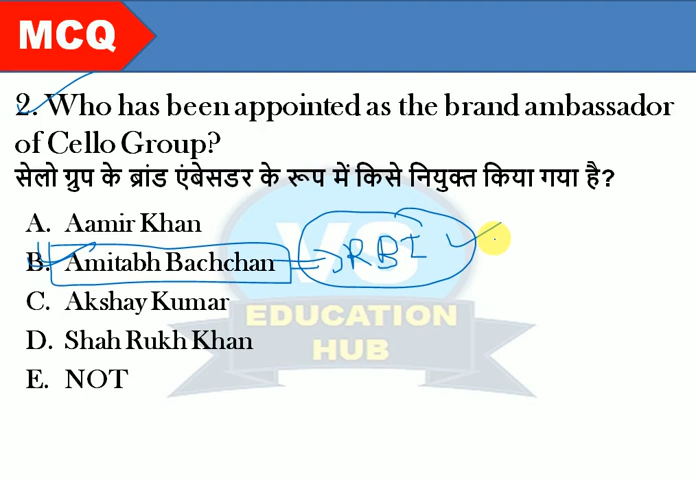 MCQ
2. Who has been appointed as the brand ambassador
of Cello Group?
सेलो ग्रुप के ब्रांड एंबेसडर के रूप में किसे नियुक्त किया गया है?
A. Aamir Khan
B. Amitabh Bachchan
RBI
C. Akshay Kumar
D. Shah Rukh Khan
E. NOT
VS
EDUCATION
HUB